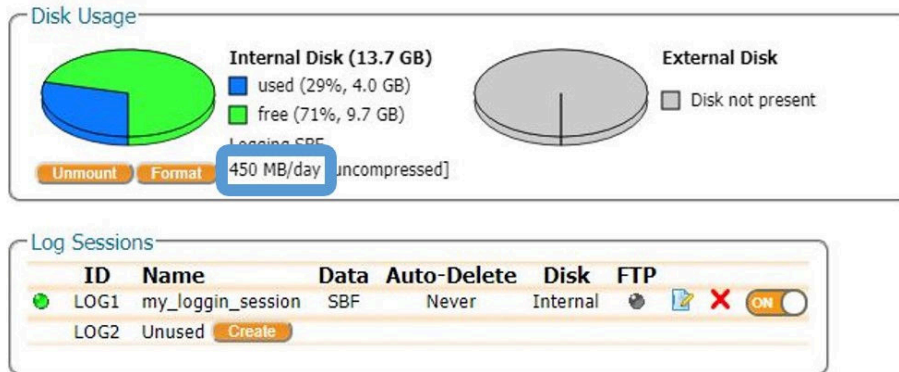 Disk Usage
Internal Disk (13.7 GB)
used (29%, 4.0 GB)
free (71%, 9.7 GB)
Logging SBF
450 MB/day uncompressed]
Unmount Format
External Disk
Disk not present
Log Sessions
ID Name Data Auto-Delete Disk FTP
LOG1 my_loggin_session SBF Never Internal ON
LOG2 Unused Create